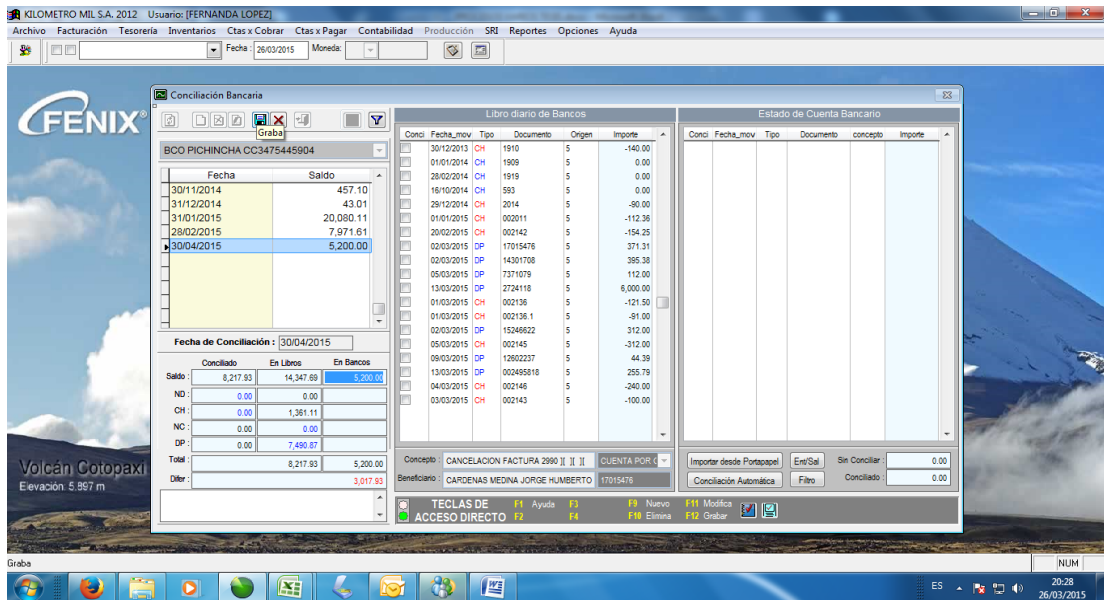 KILOMETRO MIL S.A. 2012 Usuario: [FERNANDA LOPEZ]
Archivo Facturación Tesorería Inventarios Ctas x Cobrar Ctas x Pagar Contabilidad Producción SRI Reportes Opciones Ayuda
Fecha : 26/03/2015 Moneda:
FENIX®
Conciliación Bancaria
Graba
BCO PICHINCHA CC3475445904
Fecha Saldo
30/11/2014 457.10
31/12/2014 43.01
31/01/2015 20,080.11
28/02/2015 7,971.61
30/04/2015 5,200.00
Fecha de Conciliación : 30/04/2015
Conciliado En Libros En Bancos
Saldo : 8,217.93 14,347.69 5,200.00
ND : 0.00 0.00
CH : 0.00 1,361.11
NC : 0.00 0.00
DP : 0.00 7,490.87
Total : 8,217.93 5,200.00
Difer : 3,017.93
Libro diario de Bancos
Conci Fecha_mov Tipo Documento Origen Importe
30/12/2013 CH 1910 5 -140.00
01/01/2014 CH 1909 5 0.00
28/02/2014 CH 1919 5 0.00
16/10/2014 CH 593 5 0.00
29/12/2014 CH 2014 5 -90.00
01/01/2015 CH 002011 5 -112.36
20/02/2015 CH 002142 5 -154.25
02/03/2015 DP 17015476 5 371.31
02/03/2015 DP 14301708 5 395.38
05/03/2015 DP 7371079 5 112.00
13/03/2015 DP 2724118 5 6,000.00
01/03/2015 CH 002136 5 -121.50
01/03/2015 CH 002136.1 5 -91.00
02/03/2015 DP 15246622 5 312.00
05/03/2015 CH 002145 5 -312.00
09/03/2015 DP 12602237 5 44.39
13/03/2015 DP 002495818 5 255.79
04/03/2015 CH 002146 5 -240.00
03/03/2015 CH 002143 5 -100.00
Estado de Cuenta Bancario
Conci Fecha_mov Tipo Documento concepto Importe
Concepto : CANCELACION FACTURA 2990 ][ ][ ][ CUENTA POR C
Beneficiario : CARDENAS MEDINA JORGE HUMBERTO 17015476
Importar desde Portapapel Ent/Sal Sin Conciliar : 0.00
Conciliación Automática Filtro Conciliado : 0.00
TECLAS DE F1 Ayuda F3 F9 Nuevo F11 Modifica
ACCESO DIRECTO F2 F4 F10 Elimina F12 Grabar
Volcán Cotopaxi
Elevación: 5.897 m
Graba NUM
ES 20:28
26/03/2015